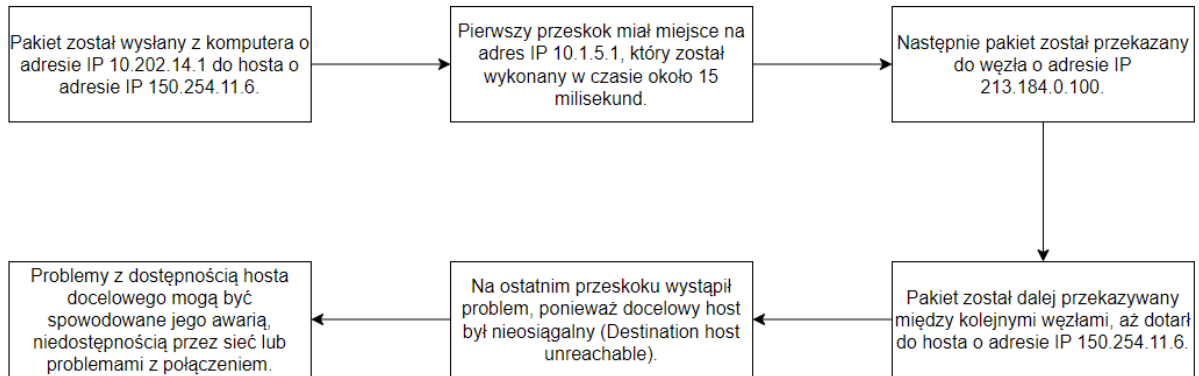 Pakiet został wysłany z komputera o
adresie IP 10.202.14.1 do hosta o
adresie IP 150.254.11.6.
Pierwszy przeskok miał miejsce na
adres IP 10.1.5.1, który został
wykonany w czasie około 15
milisekund.
Następnie pakiet został przekazany
do węzła o adresie IP
213.184.0.100.
Pakiet został dalej przekazywany
między kolejnymi węzłami, aż dotarł
do hosta o adresie IP 150.254.11.6.
Na ostatnim przeskoku wystąpił
problem, ponieważ docelowy host
był nieosiągalny (Destination host
unreachable).
Problemy z dostępnością hosta
docelowego mogą być
spowodowane jego awarią,
niedostępnością przez sieć lub
problemami z połączeniem.